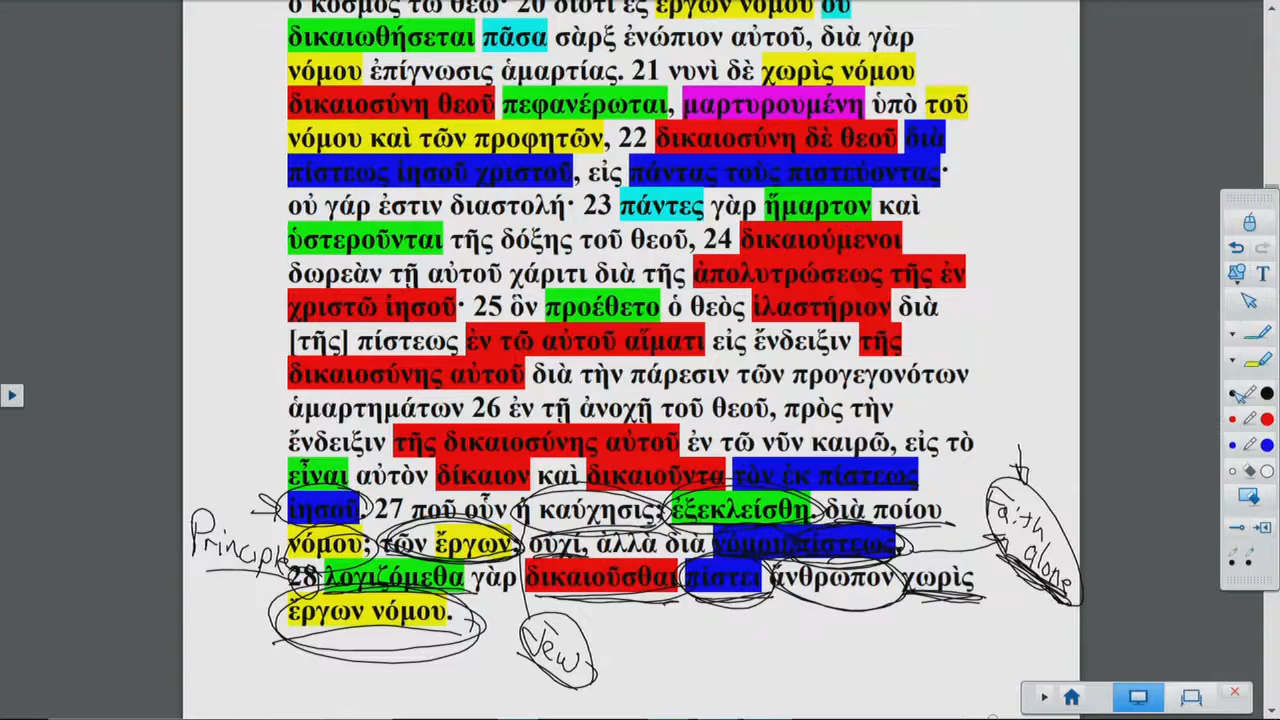 ὁ κόσμος τῷ θεῷ· 20 διότι ἐξ ἔργων νόμου οὐ
δικαιωθήσεται πᾶσα σὰρξ ἐνώπιον αὐτοῦ, διὰ γὰρ
νόμου ἐπίγνωσις ἁμαρτίας. 21 νυνὶ δὲ χωρὶς νόμου
δικαιοσύνη θεοῦ πεφανέρωται, μαρτυρουμένη ὑπὸ τοῦ
νόμου καὶ τῶν προφητῶν, 22 δικαιοσύνη δὲ θεοῦ διὰ
πίστεως ἰησοῦ χριστοῦ, εἰς πάντας τοὺς πιστεύοντας·
οὐ γάρ ἐστιν διαστολή· 23 πάντες γὰρ ἥμαρτον καὶ
ὑστεροῦνται τῆς δόξης τοῦ θεοῦ, 24 δικαιούμενοι
δωρεὰν τῇ αὐτοῦ χάριτι διὰ τῆς ἀπολυτρώσεως τῆς ἐν
χριστῷ ἰησοῦ· 25 ὃν προέθετο ὁ θεὸς ἱλαστήριον διὰ
[τῆς] πίστεως ἐν τῷ αὐτοῦ αἵματι εἰς ἔνδειξιν τῆς
δικαιοσύνης αὐτοῦ διὰ τὴν πάρεσιν τῶν προγεγονότων
ἁμαρτημάτων 26 ἐν τῇ ἀνοχῇ τοῦ θεοῦ, πρὸς τὴν
ἔνδειξιν τῆς δικαιοσύνης αὐτοῦ ἐν τῷ νῦν καιρῷ, εἰς τὸ
εἶναι αὐτὸν δίκαιον καὶ δικαιοῦντα τὸν ἐκ πίστεως
ἰησοῦ. 27 ποῦ οὖν ἡ καύχησις; ἐξεκλείσθη. διὰ ποίου
νόμου; τῶν ἔργων; οὐχί, ἀλλὰ διὰ νόμου πίστεως.
28 λογιζόμεθα γὰρ δικαιοῦσθαι πίστει ἄνθρωπον χωρὶς
ἔργων νόμου.
Principle
Faith
alone
Jew
T